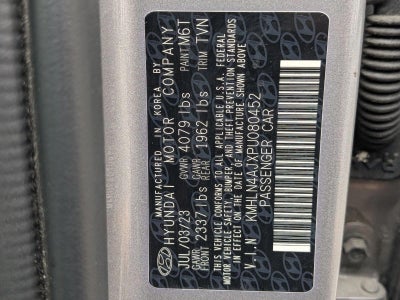 MANUFACTURED IN KOREA BY
HYUNDAI MOTOR COMPANY
JUL/03/23 GVWR 4079 lbs PAINT M6T
GAWR FRONT 2337 lbs GAWR REAR 1962 lbs TRIM TVN
THIS VEHICLE CONFORMS TO ALL APPLICABLE U.S.A. FEDERAL
MOTOR VEHICLE SAFETY, BUMPER, AND THEFT PREVENTION STANDARDS
IN EFFECT ON THE DATE OF MANUFACTURE SHOWN ABOVE
V.I.N
PASSENGER CAR